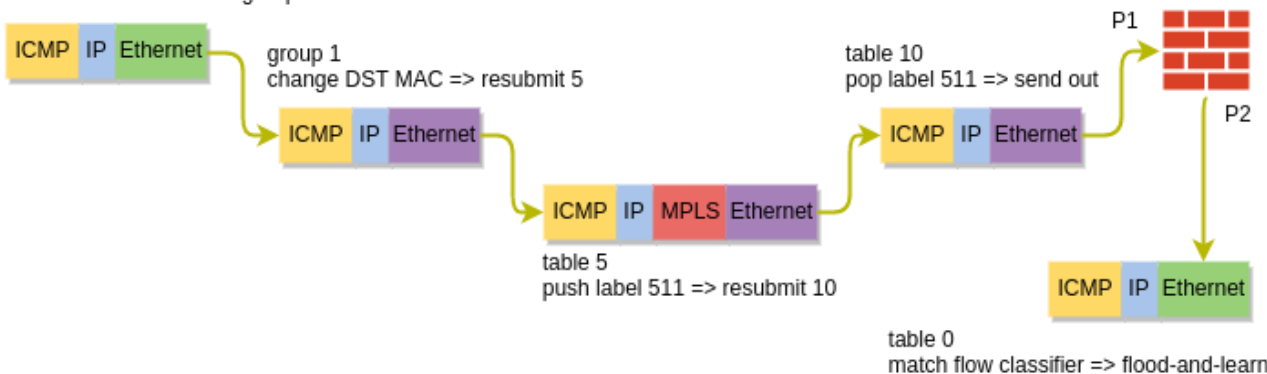 ICMP IP Ethernet
group 1
change DST MAC => resubmit 5
ICMP IP Ethernet
ICMP IP MPLS Ethernet
table 5
push label 511 => resubmit 10
table 10
pop label 511 => send out
ICMP IP Ethernet
P1
P2
ICMP IP Ethernet
table 0
match flow classifier => flood-and-learn